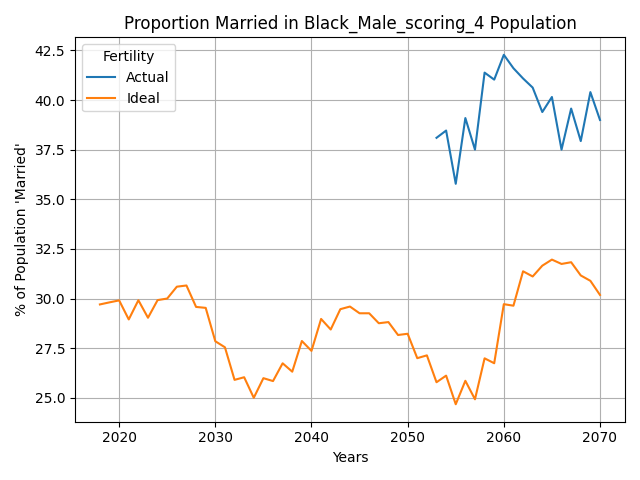 Proportion Married in Black_Male_scoring_4 Population
Fertility
Actual
Ideal
% of Population 'Married'
42.5
40.0
37.5
35.0
32.5
30.0
27.5
25.0
2020
2030
2040
2050
2060
2070
Years